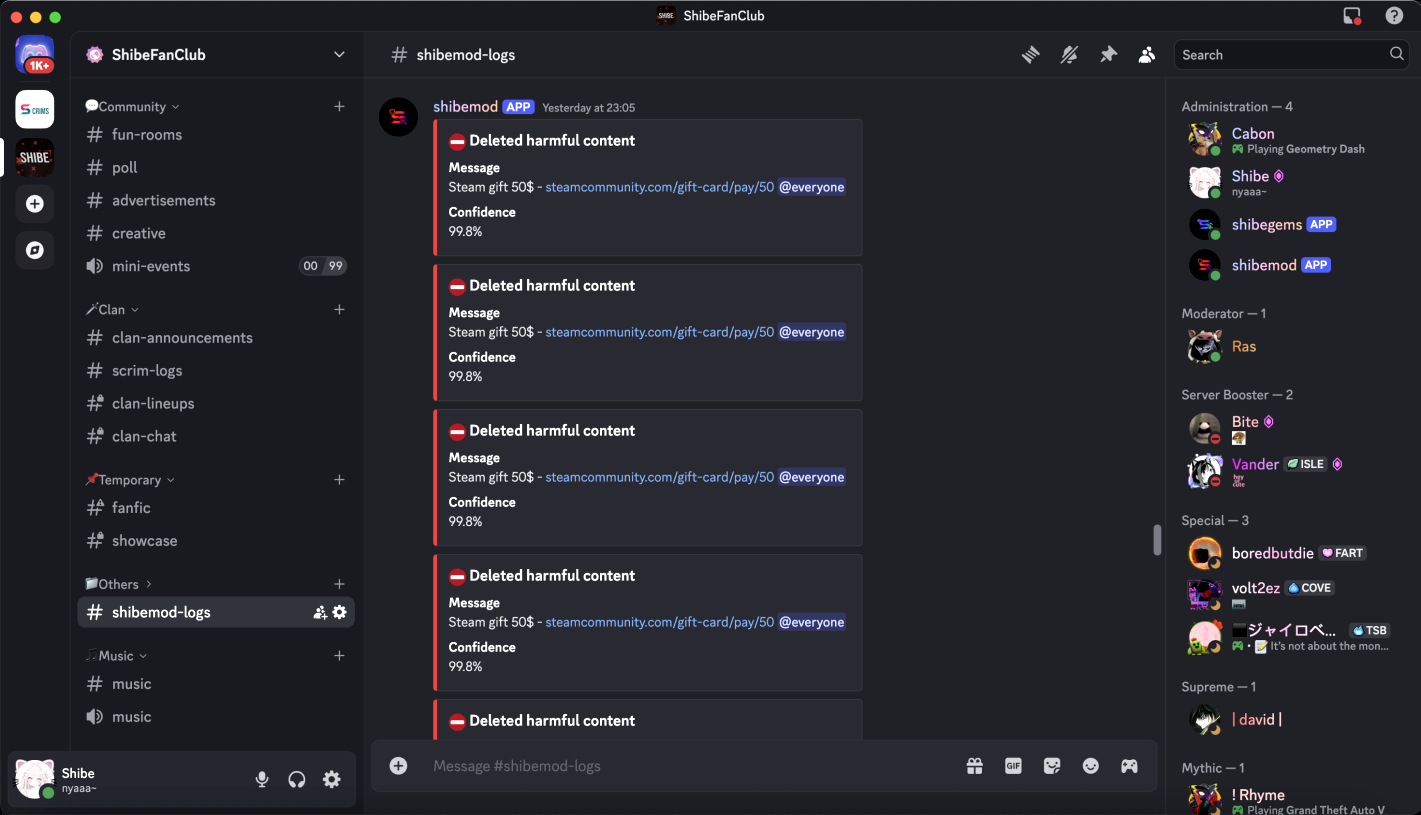 SHIBE ShibeFanClub
1K+
S CRIMS
SHIBE
ShibeFanClub
Community
fun-rooms
poll
advertisements
creative
mini-events 00 99
Clan
clan-announcements
scrim-logs
clan-lineups
clan-chat
Temporary
fanfic
showcase
Others
shibemod-logs
Music
music
music
Shibe
nyaaa~
# shibemod-logs
Search
shibemod APP Yesterday at 23:05
Deleted harmful content
Message
Steam gift 50$ - steamcommunity.com/gift-card/pay/50 @everyone
Confidence
99.8%
Deleted harmful content
Message
Steam gift 50$ - steamcommunity.com/gift-card/pay/50 @everyone
Confidence
99.8%
Deleted harmful content
Message
Steam gift 50$ - steamcommunity.com/gift-card/pay/50 @everyone
Confidence
99.8%
Deleted harmful content
Message
Steam gift 50$ - steamcommunity.com/gift-card/pay/50 @everyone
Confidence
99.8%
Deleted harmful content
Message #shibemod-logs
GIF
Administration — 4
Cabon
Playing Geometry Dash
Shibe
nyaaa~
shibegems APP
shibemod APP
Moderator — 1
Ras
Server Booster — 2
Bite
Vander ISLE
hey ur cute
Special — 3
boredbutdie FART
volt2ez COVE
ジャイロベ... TSB
• It's not about the mon...
Supreme — 1
| david |
Mythic — 1
! Rhyme
Playing Grand Theft Auto V